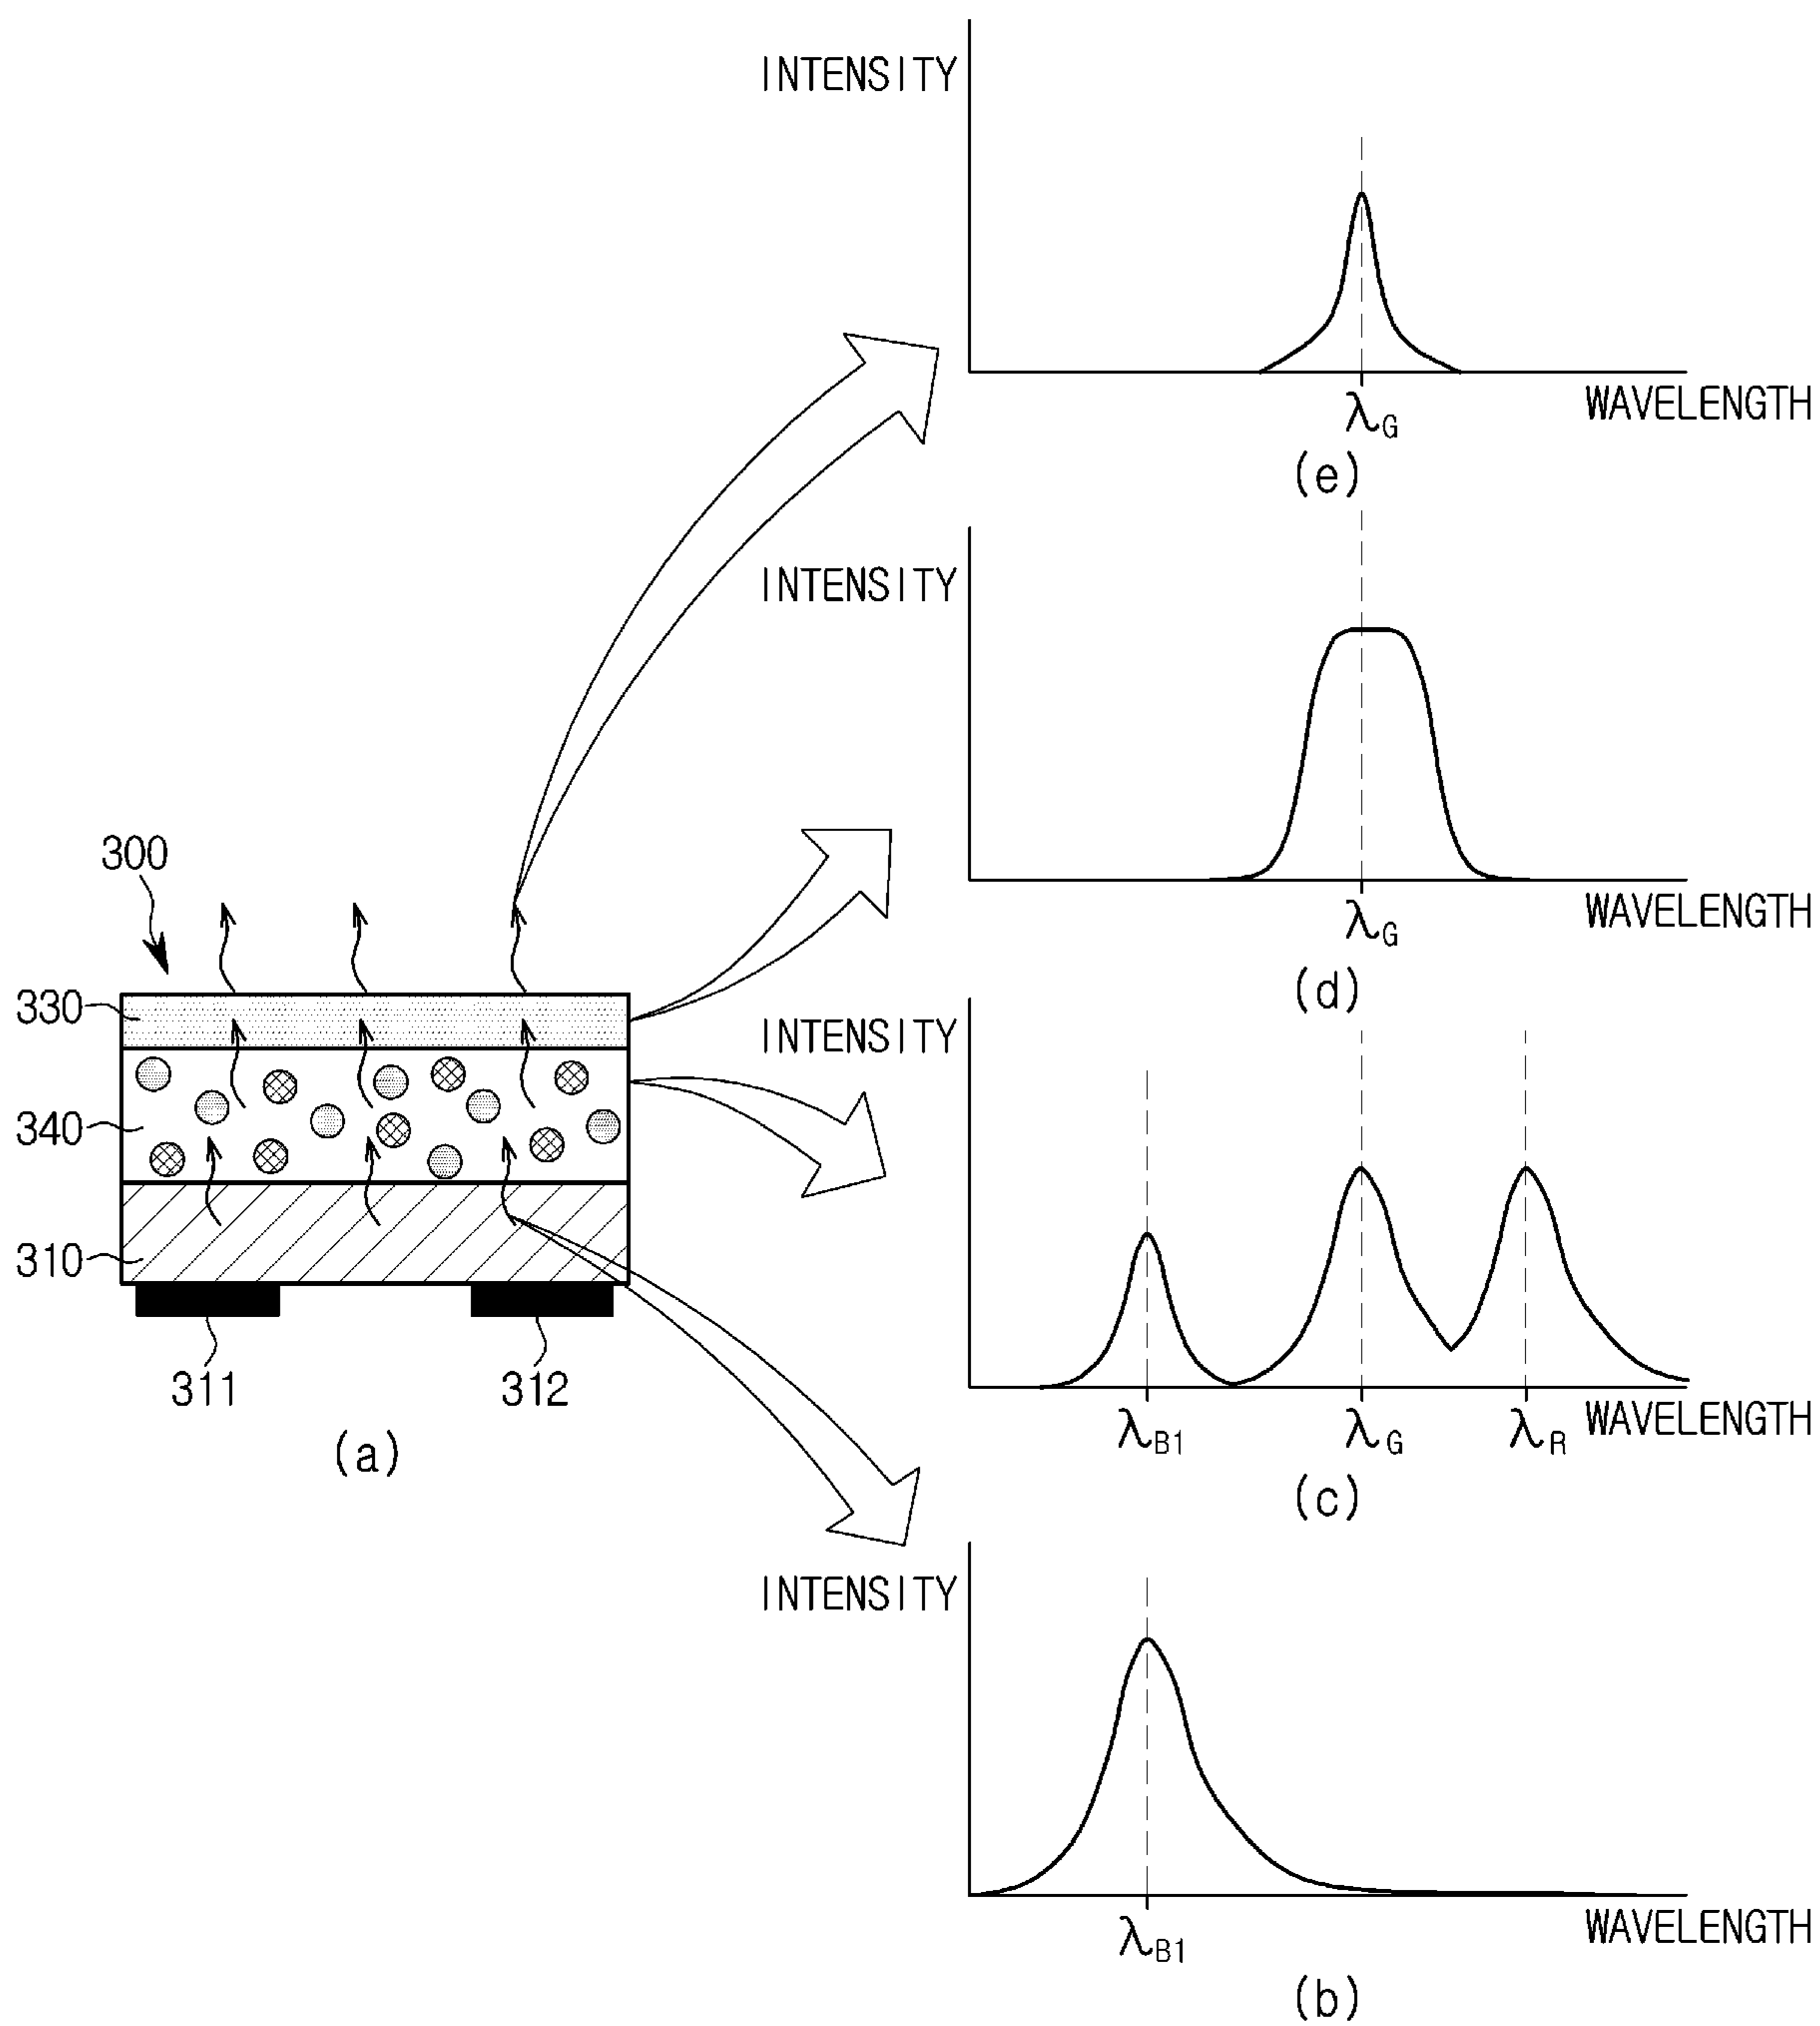 INTENSITY
WAVELENGTH
λG
(e)
INTENSITY
WAVELENGTH
λG
(d)
300
330
340
310
311
312
(a)
INTENSITY
λB1
λG
λR
WAVELENGTH
(c)
INTENSITY
WAVELENGTH
λB1
(b)